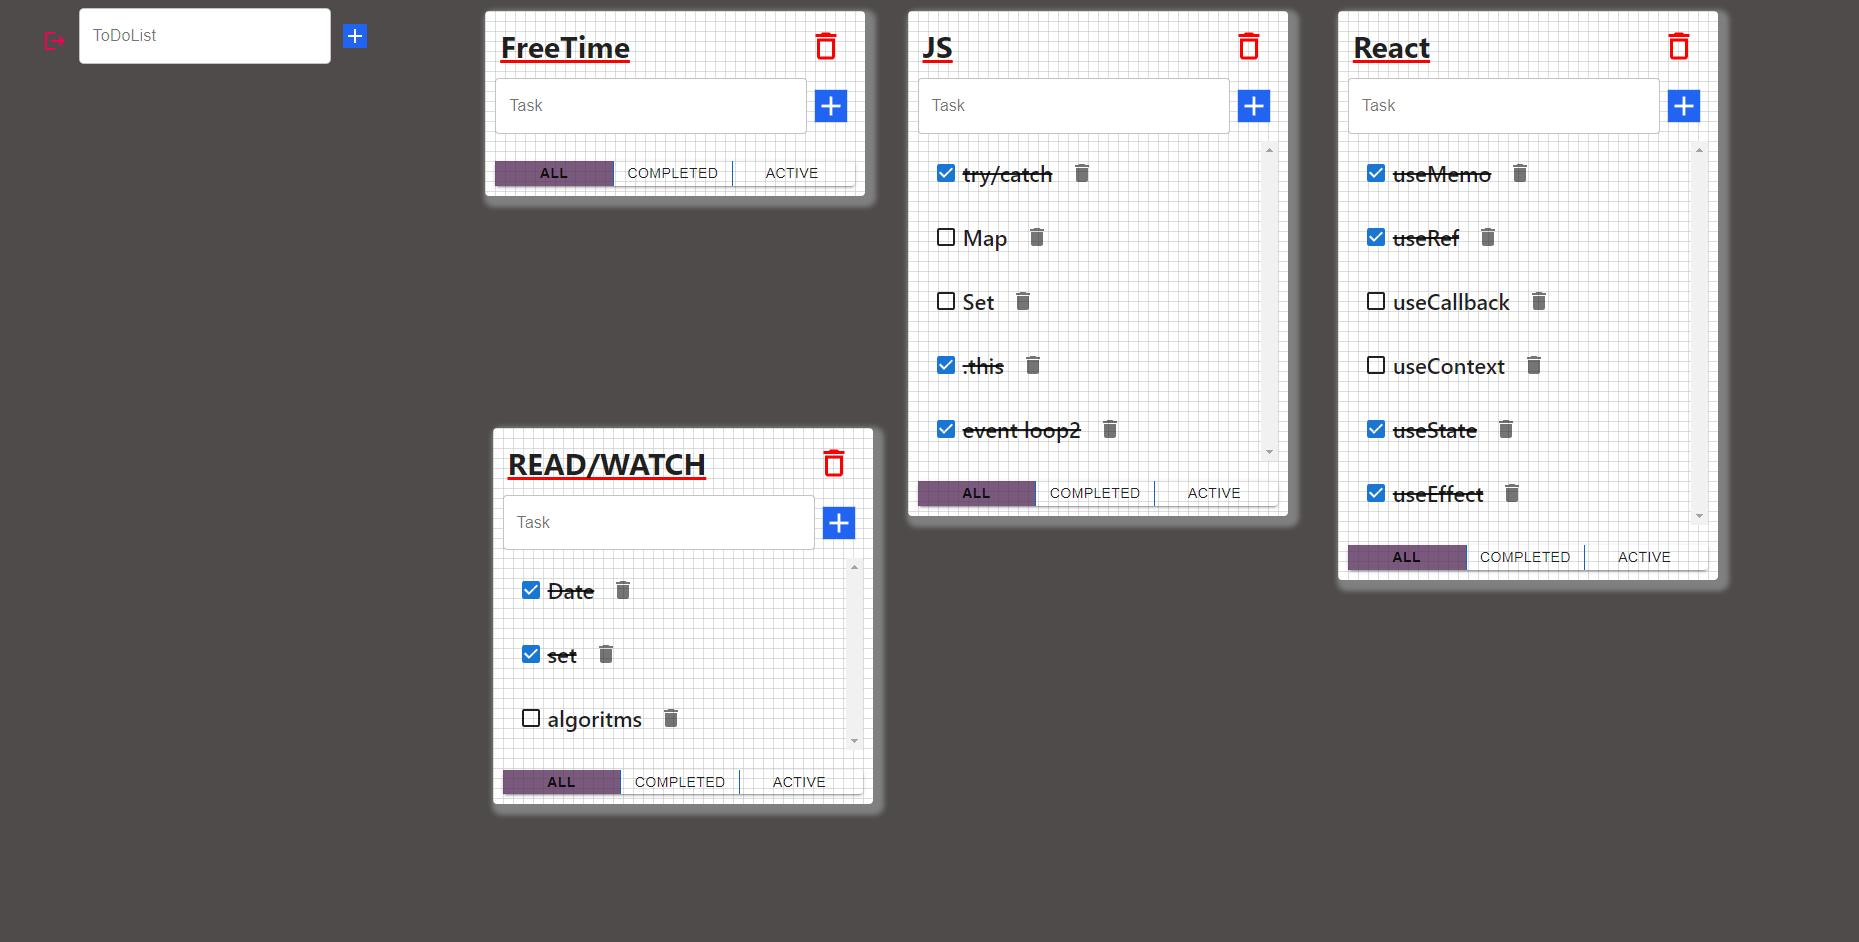 ToDoList
FreeTime
Task
ALL COMPLETED ACTIVE
JS
Task
try/catch
Map
Set
.this
event loop2
ALL COMPLETED ACTIVE
React
Task
useMemo
useRef
useCallback
useContext
useState
useEffect
ALL COMPLETED ACTIVE
READ/WATCH
Task
Date
set
algoritms
ALL COMPLETED ACTIVE